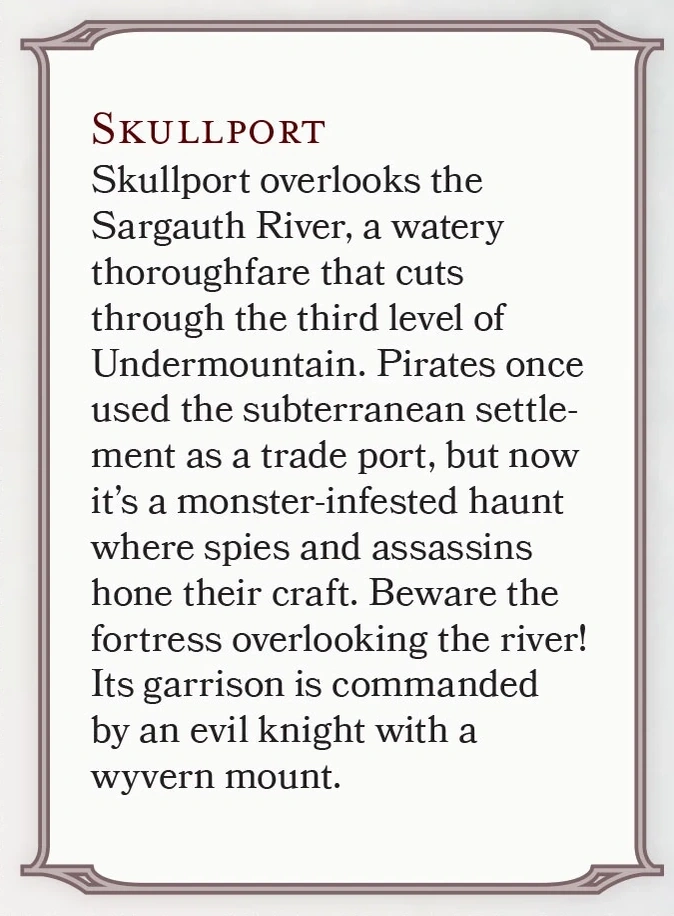 Skullport
Skullport overlooks the
Sargauth River, a watery
thoroughfare that cuts
through the third level of
Undermountain. Pirates once
used the subterranean settle-
ment as a trade port, but now
it’s a monster-infested haunt
where spies and assassins
hone their craft. Beware the
fortress overlooking the river!
Its garrison is commanded
by an evil knight with a
wyvern mount.